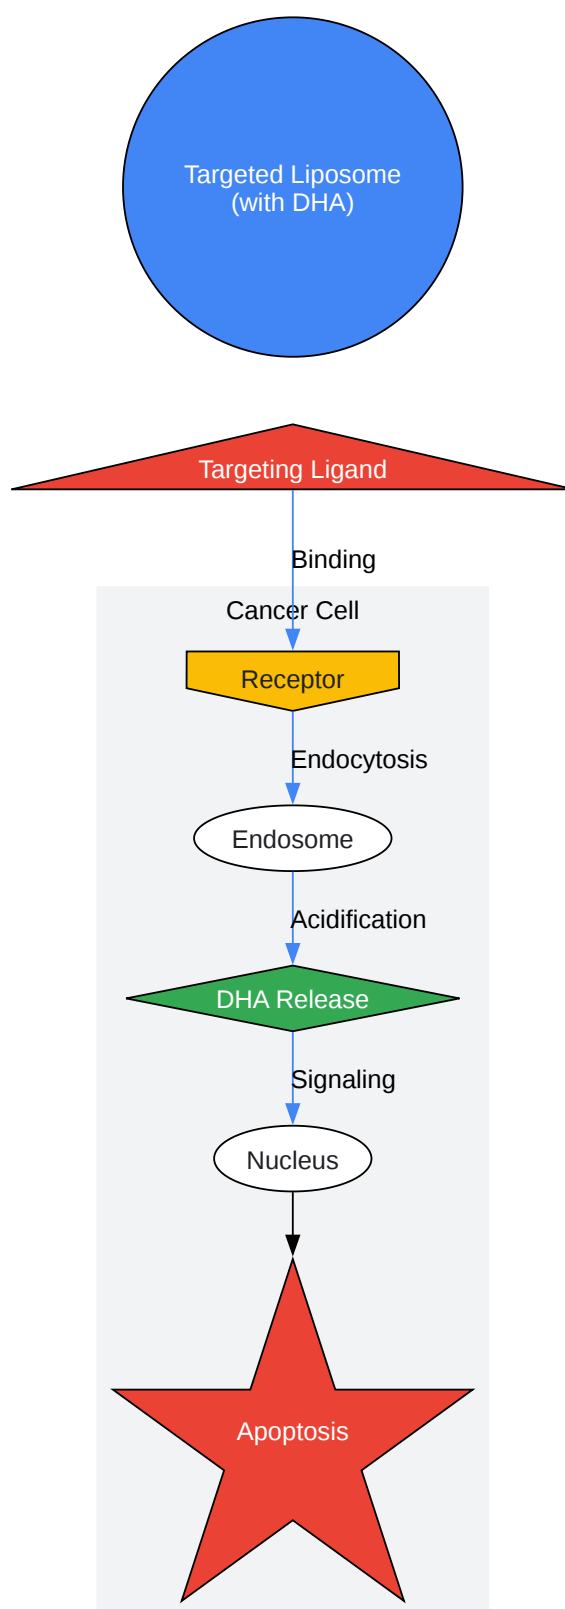 Targeted Liposome
(with DHA)
Targeting Ligand
Binding
Cancer Cell
Receptor
Endocytosis
Endosome
Acidification
DHA Release
Signaling
Nucleus
Apoptosis